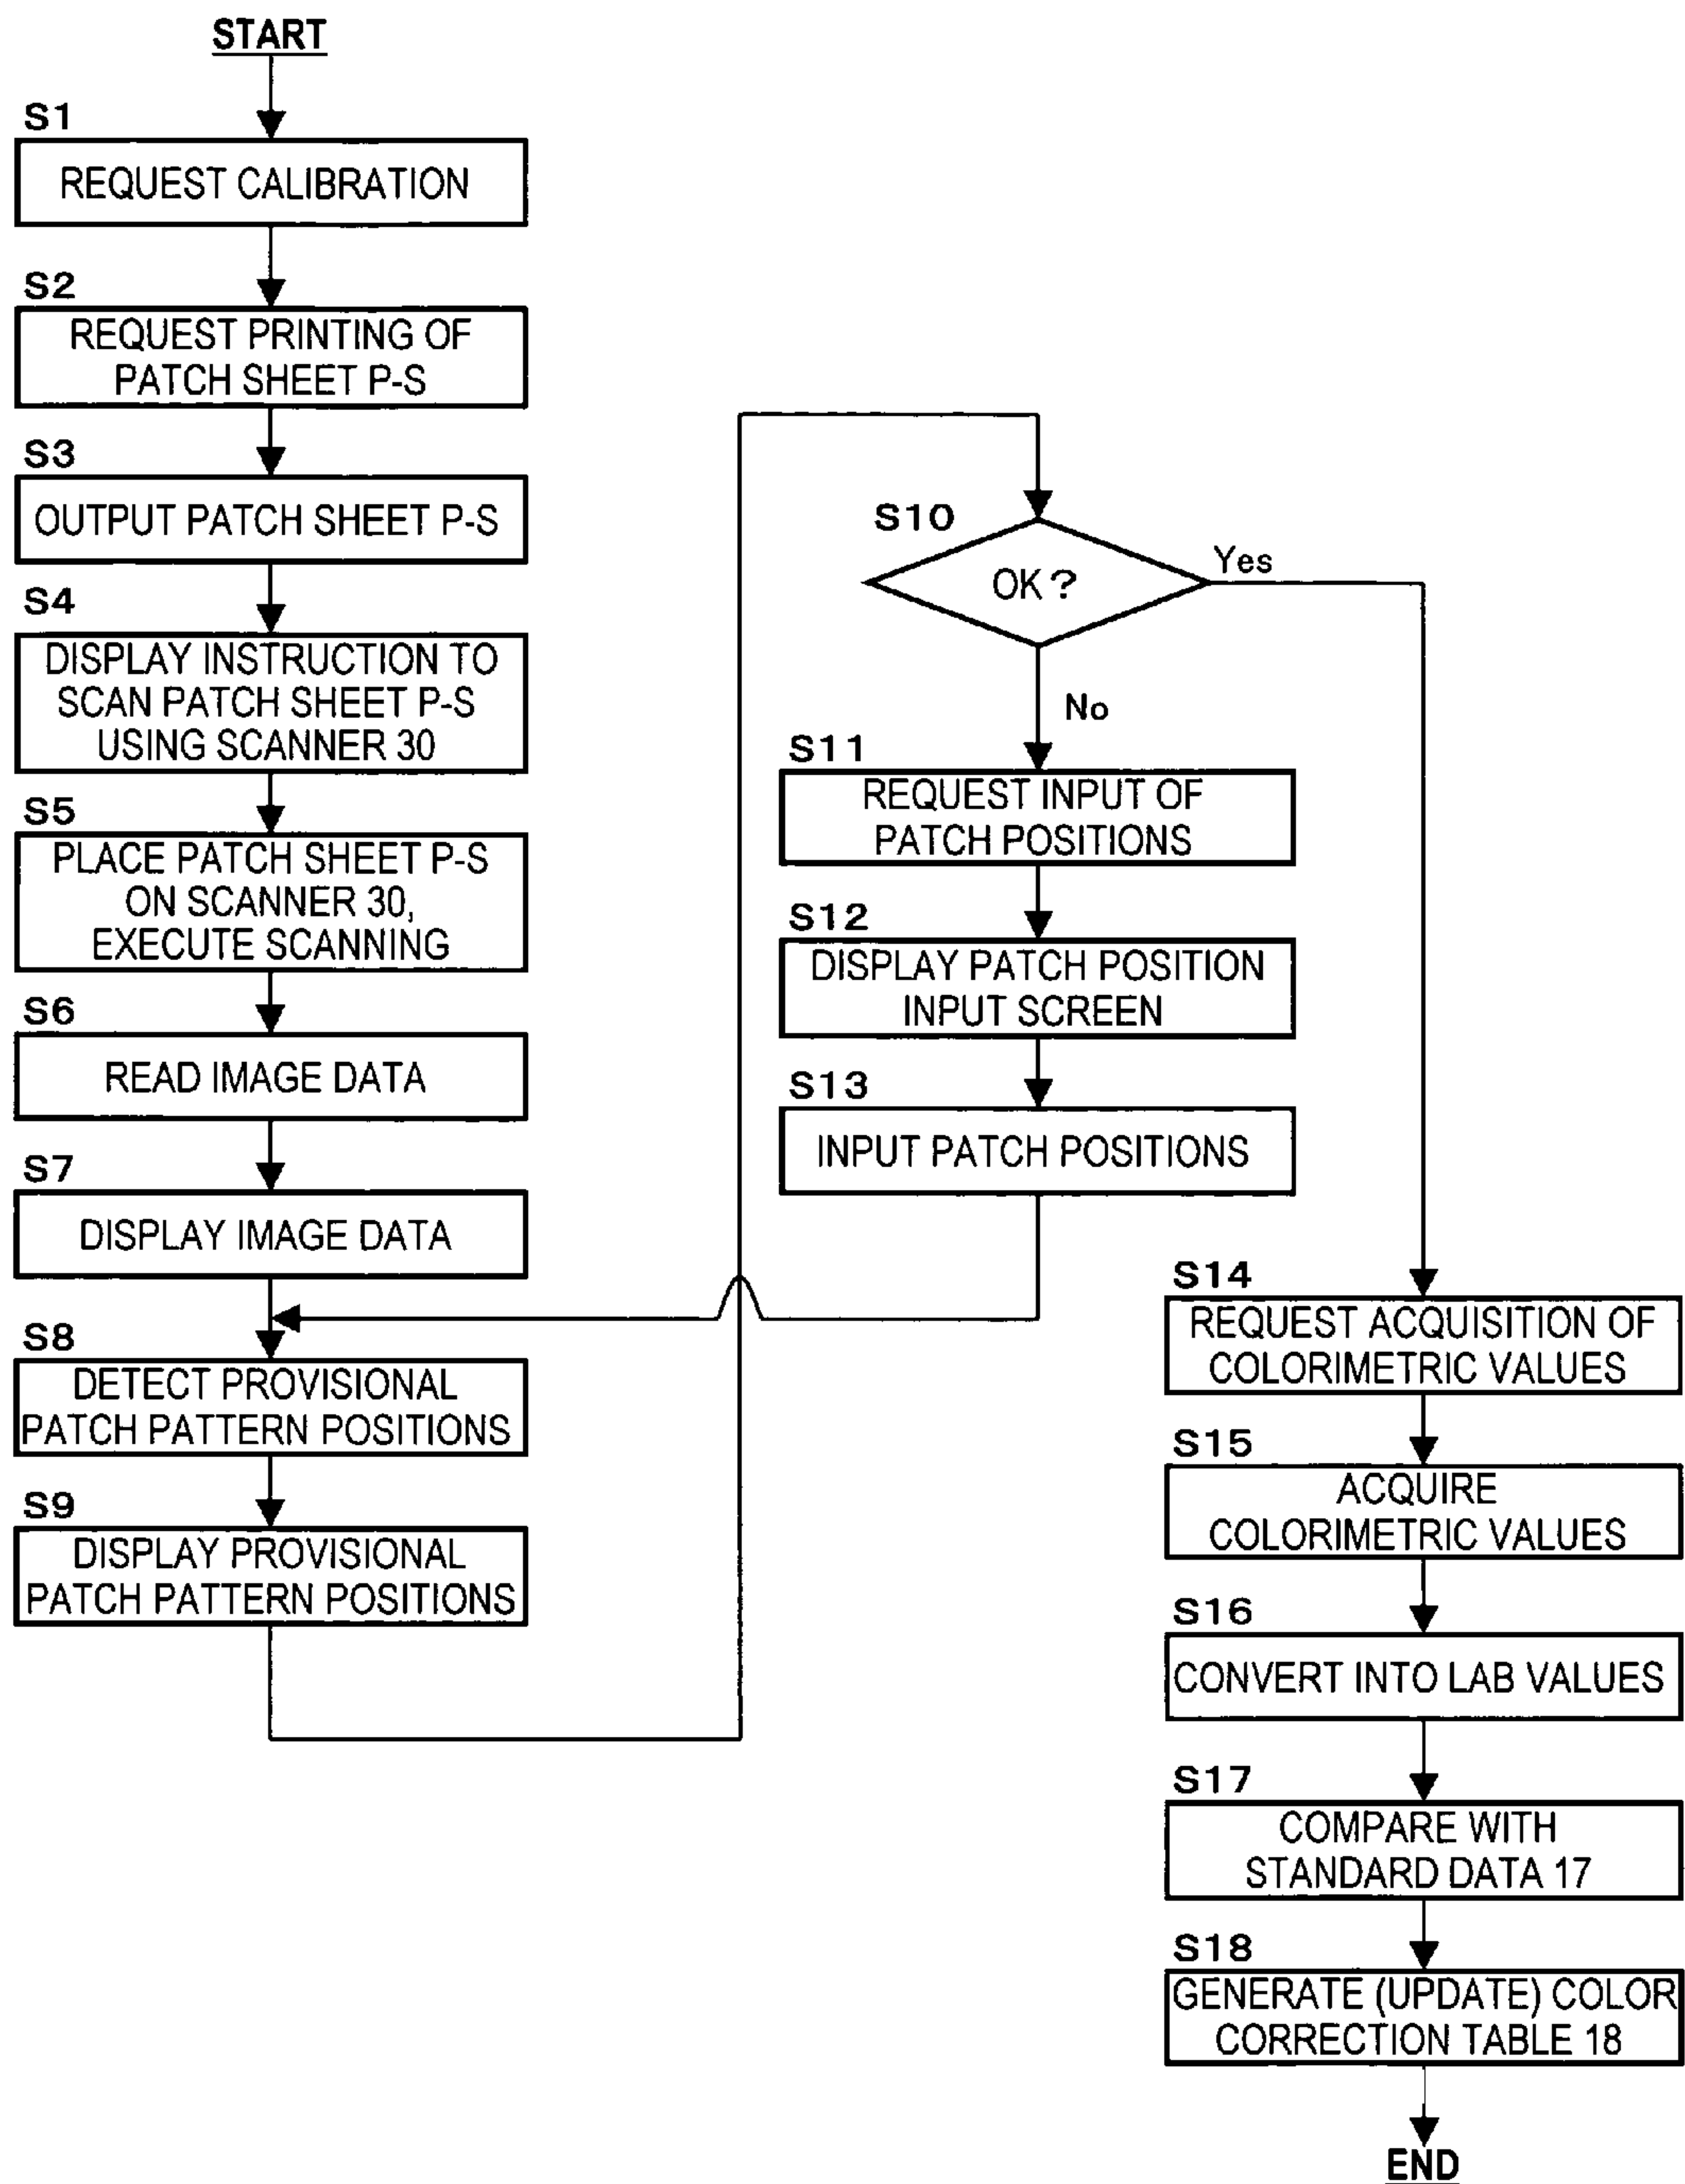 START
S1
REQUEST CALIBRATION
S2
REQUEST PRINTING OF
PATCH SHEET P-S
S3
OUTPUT PATCH SHEET P-S
S4
DISPLAY INSTRUCTION TO
SCAN PATCH SHEET P-S
USING SCANNER 30
S5
PLACE PATCH SHEET P-S
ON SCANNER 30,
EXECUTE SCANNING
S6
READ IMAGE DATA
S7
DISPLAY IMAGE DATA
S8
DETECT PROVISIONAL
PATCH PATTERN POSITIONS
S9
DISPLAY PROVISIONAL
PATCH PATTERN POSITIONS
S10
OK ?
Yes
No
S11
REQUEST INPUT OF
PATCH POSITIONS
S12
DISPLAY PATCH POSITION
INPUT SCREEN
S13
INPUT PATCH POSITIONS
S14
REQUEST ACQUISITION OF
COLORIMETRIC VALUES
S15
ACQUIRE
COLORIMETRIC VALUES
S16
CONVERT INTO LAB VALUES
S17
COMPARE WITH
STANDARD DATA 17
S18
GENERATE (UPDATE) COLOR
CORRECTION TABLE 18
END